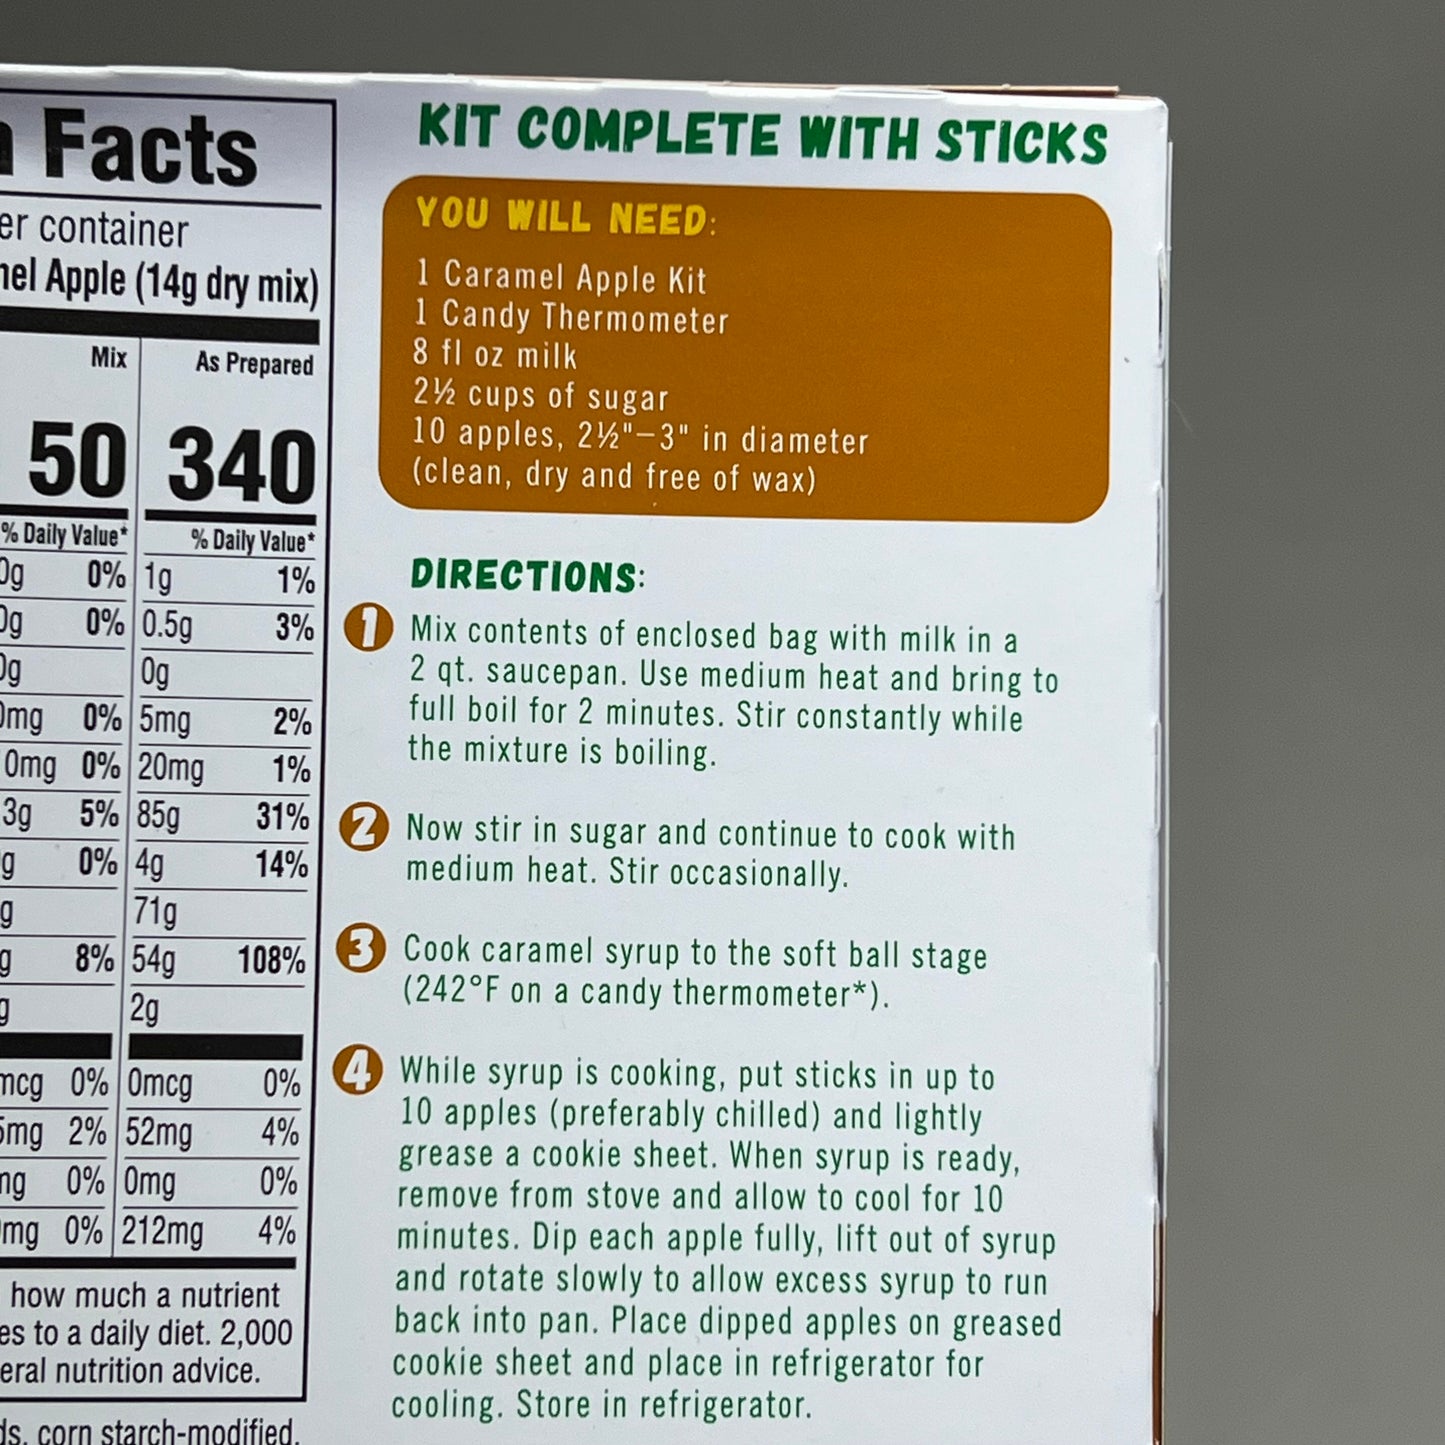 Facts
container
Apple (14g dry mix)
Mix As Prepared
50 340
% Daily Value* % Daily Value*
0% 1g 1%
0% 0.5g 3%
0g
0% 5mg 2%
0% 20mg 1%
5% 85g 31%
0% 4g 14%
71g
8% 54g 108%
2g
0% 0mcg 0%
2% 52mg 4%
0% 0mg 0%
0% 212mg 4%
how much a nutrient
to a daily diet. 2,000
nutrition advice.
corn starch-modified,
KIT COMPLETE WITH STICKS
YOU WILL NEED:
1 Caramel Apple Kit
1 Candy Thermometer
8 fl oz milk
2½ cups of sugar
10 apples, 2½"–3" in diameter
(clean, dry and free of wax)
DIRECTIONS:
1 Mix contents of enclosed bag with milk in a
2 qt. saucepan. Use medium heat and bring to
full boil for 2 minutes. Stir constantly while
the mixture is boiling.
2 Now stir in sugar and continue to cook with
medium heat. Stir occasionally.
3 Cook caramel syrup to the soft ball stage
(242°F on a candy thermometer*).
4 While syrup is cooking, put sticks in up to
10 apples (preferably chilled) and lightly
grease a cookie sheet. When syrup is ready,
remove from stove and allow to cool for 10
minutes. Dip each apple fully, lift out of syrup
and rotate slowly to allow excess syrup to run
back into pan. Place dipped apples on greased
cookie sheet and place in refrigerator for
cooling. Store in refrigerator.